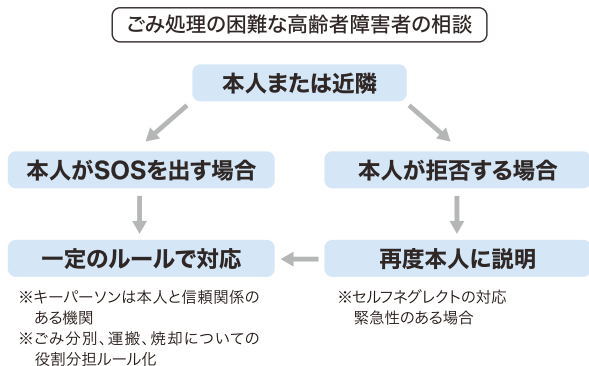 ごみ処理の困難な高齢者障害者の相談
本人または近隣
本人がSOSを出す場合
本人が拒否する場合
一定のルールで対応
再度本人に説明
※キーパーソンは本人と信頼関係の
ある機関
※ごみ分別、運搬、焼却についての
役割分担ルール化
※セルフネグレクトの対応
緊急性のある場合